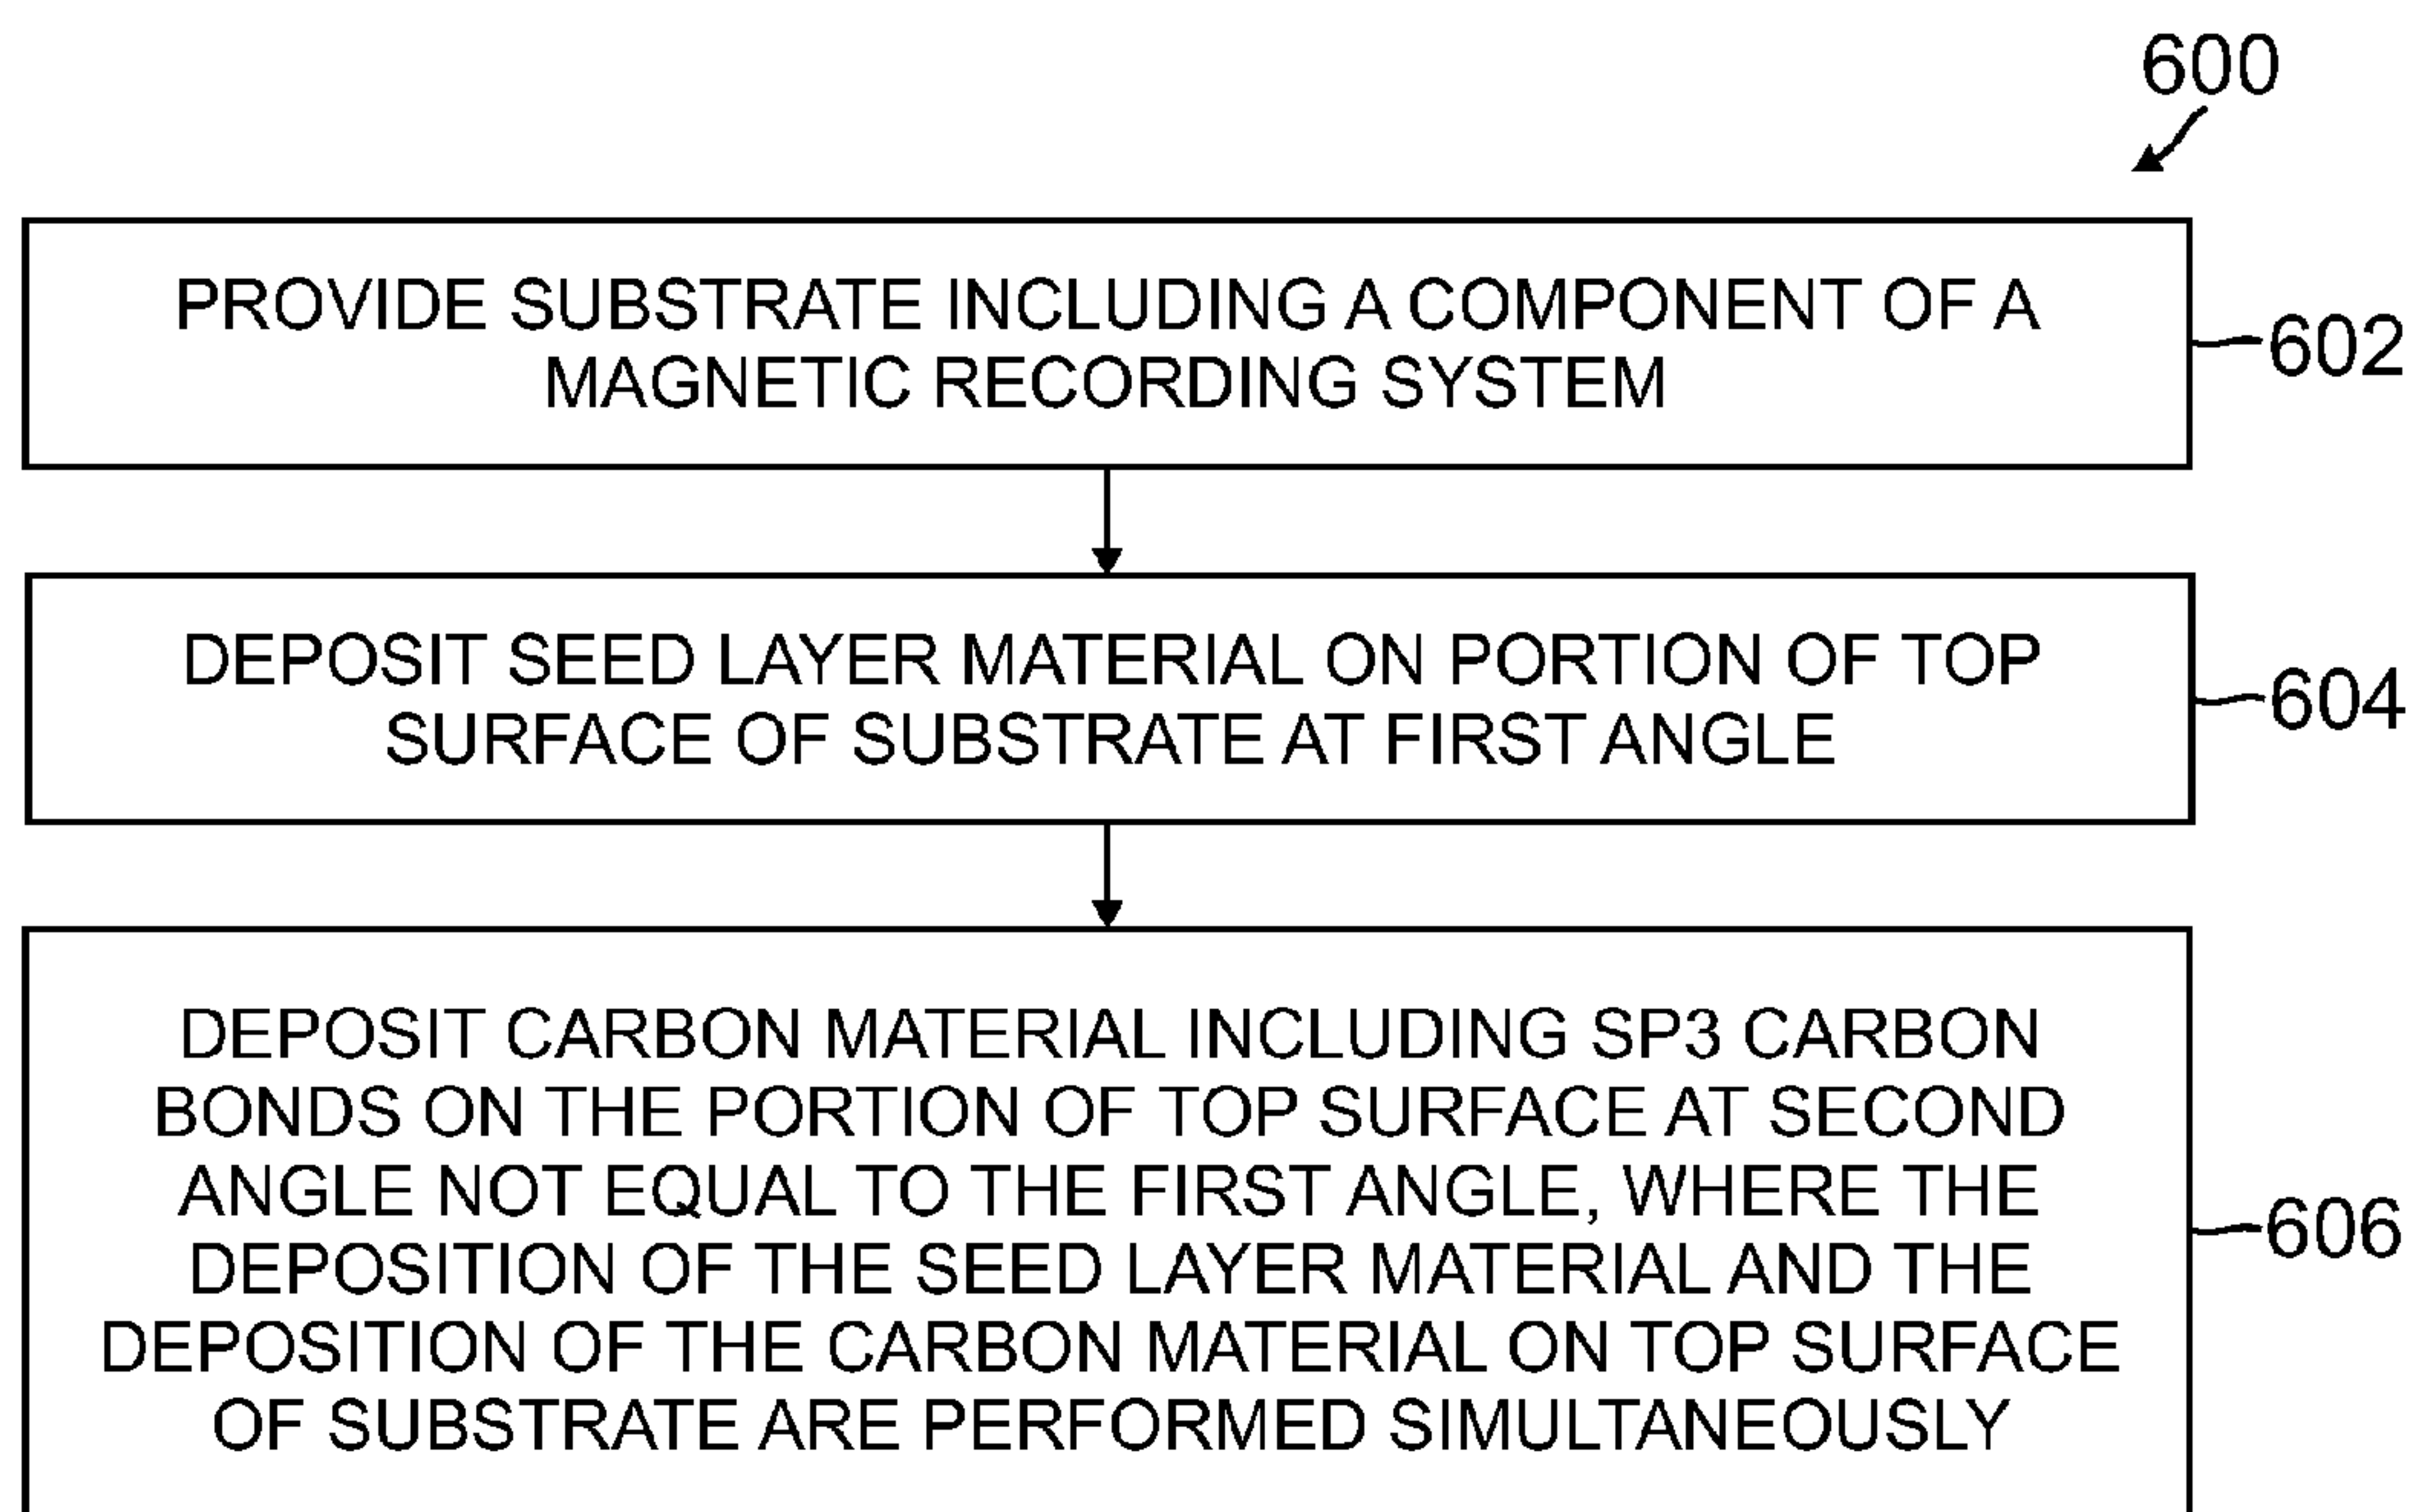 600
PROVIDE SUBSTRATE INCLUDING A COMPONENT OF A
MAGNETIC RECORDING SYSTEM
602
DEPOSIT SEED LAYER MATERIAL ON PORTION OF TOP
SURFACE OF SUBSTRATE AT FIRST ANGLE
604
DEPOSIT CARBON MATERIAL INCLUDING SP3 CARBON
BONDS ON THE PORTION OF TOP SURFACE AT SECOND
ANGLE NOT EQUAL TO THE FIRST ANGLE, WHERE THE
DEPOSITION OF THE SEED LAYER MATERIAL AND THE
DEPOSITION OF THE CARBON MATERIAL ON TOP SURFACE
OF SUBSTRATE ARE PERFORMED SIMULTANEOUSLY
606